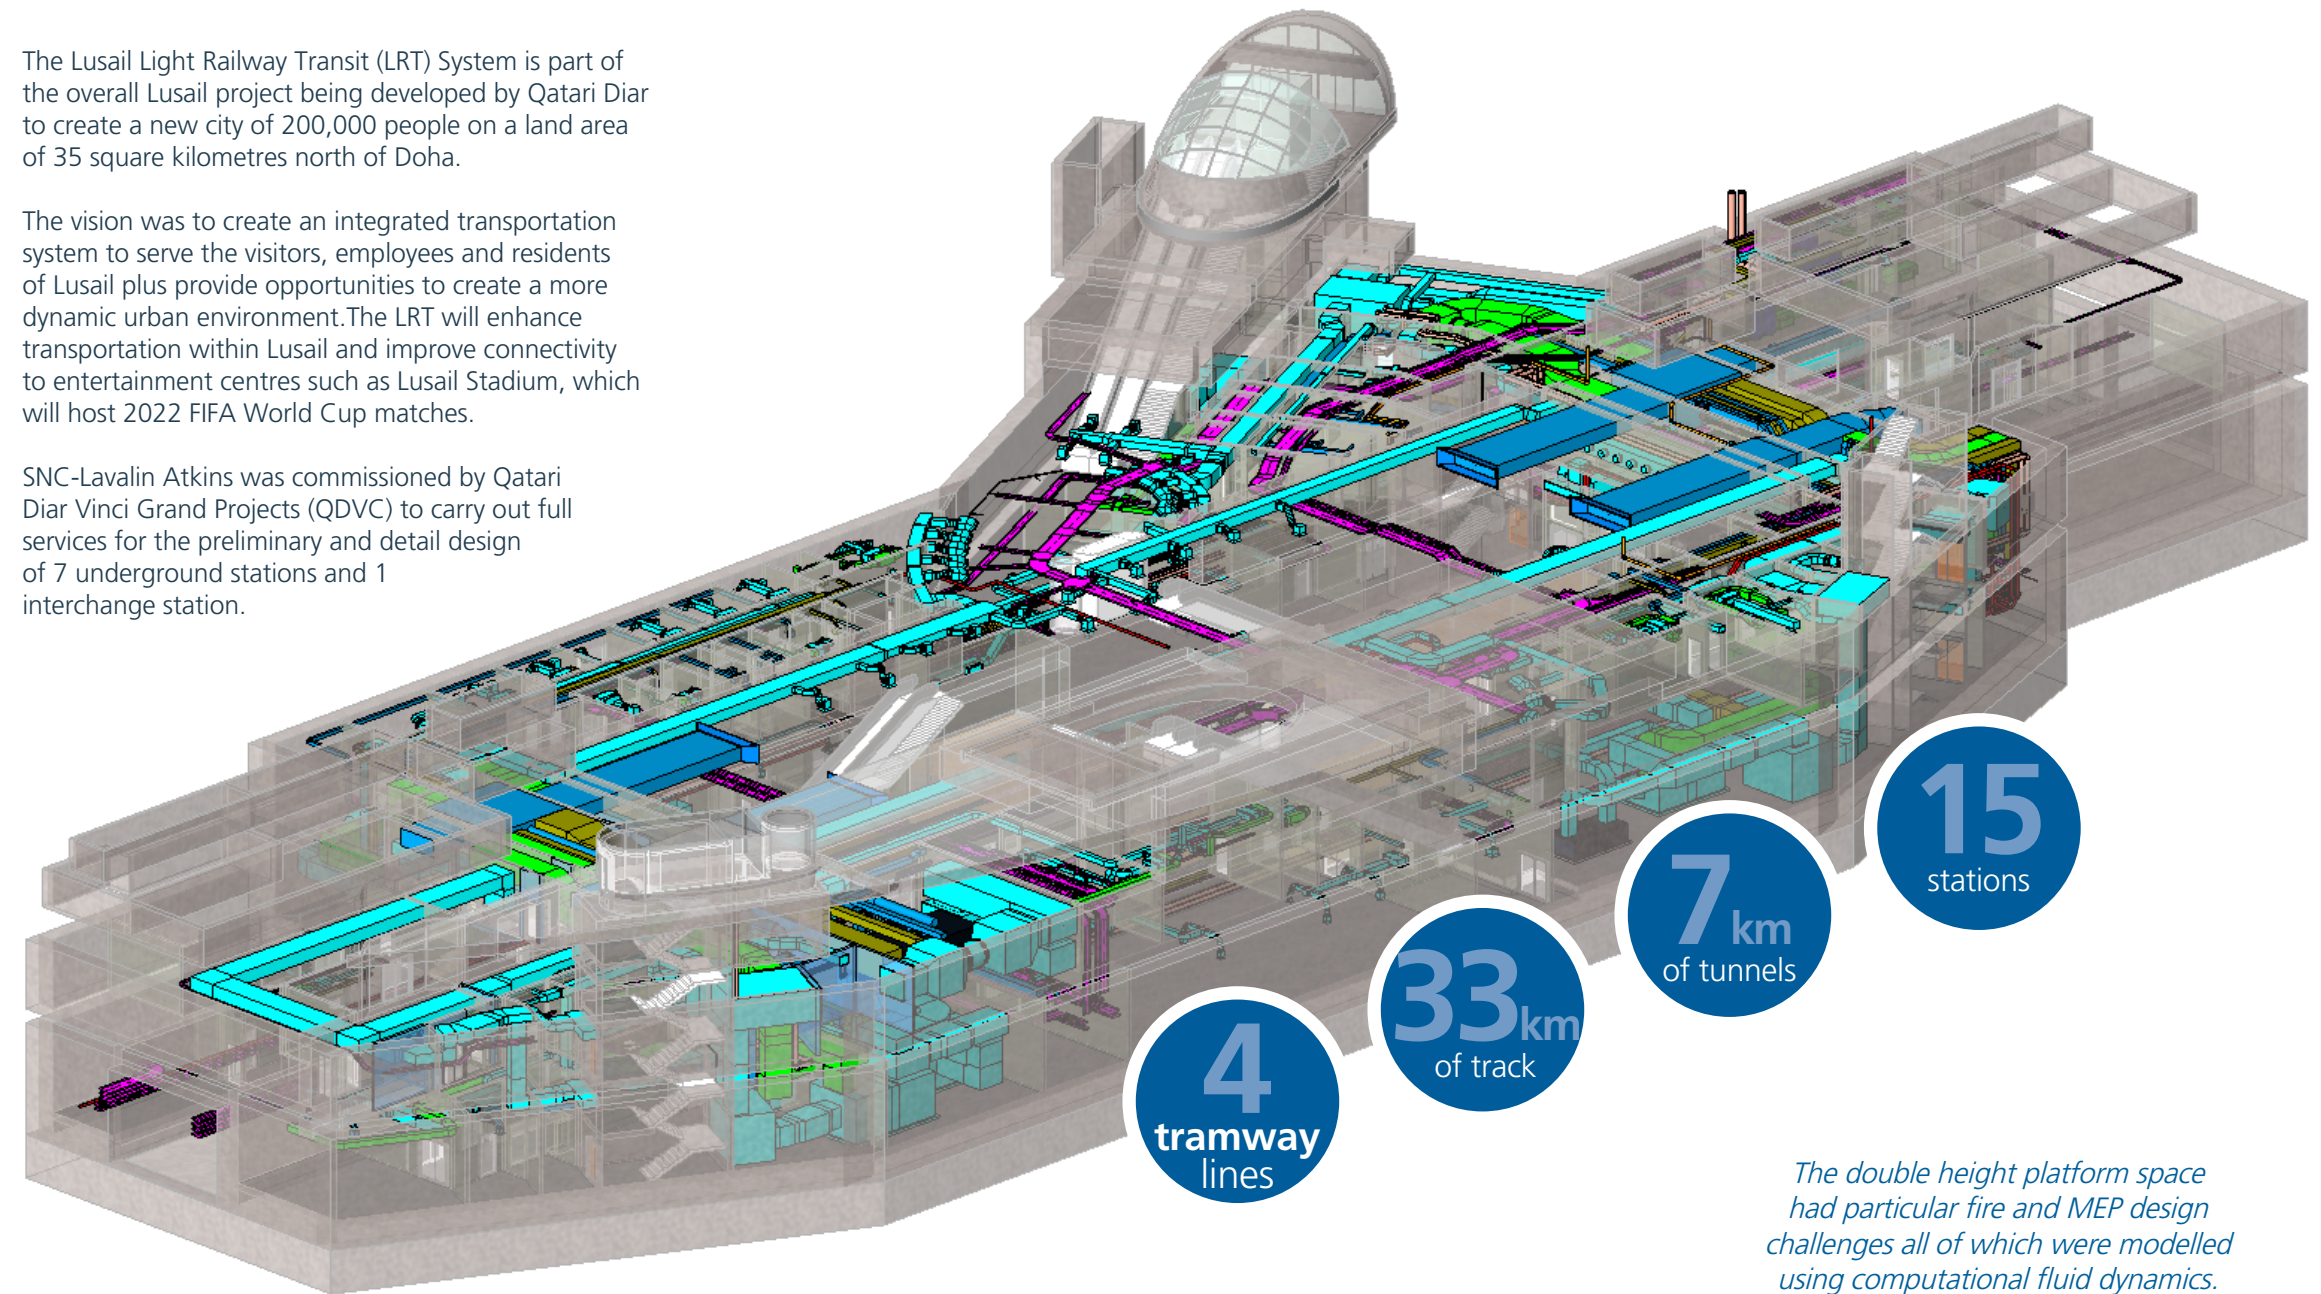 The Lusail Light Railway Transit (LRT) System is part of
the overall Lusail project being developed by Qatari Diar
to create a new city of 200,000 people on a land area
of 35 square kilometres north of Doha.
The vision was to create an integrated transportation
system to serve the visitors, employees and residents
of Lusail plus provide opportunities to create a more
dynamic urban environment.The LRT will enhance
transportation within Lusail and improve connectivity
to entertainment centres such as Lusail Stadium, which
will host 2022 FIFA World Cup matches.
SNC-Lavalin Atkins was commissioned by Qatari
Diar Vinci Grand Projects (QDVC) to carry out full
services for the preliminary and detail design
of 7 underground stations and 1
interchange station.
4
tramway
lines
33km
of track
7 km
of tunnels
15
stations
The double height platform space
had particular fire and MEP design
challenges all of which were modelled
using computational fluid dynamics.